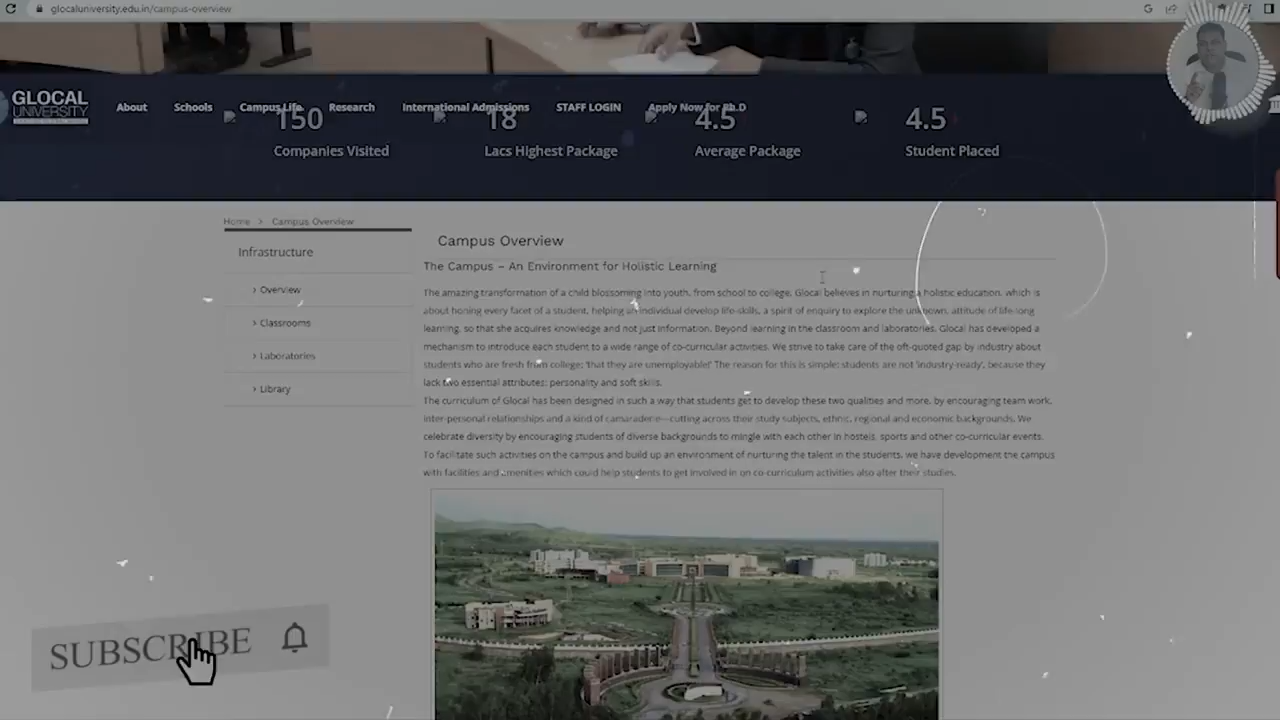 glocaluniversity.edu.in/campus-overview
GLOCAL
UNIVERSITY
About Schools Campus Life Research International Admissions STAFF LOGIN Apply Now for Ph.D
150 18 4.5 4.5
Companies Visited Lacs Highest Package Average Package Student Placed
Home > Campus Overview
Infrastructure
> Overview
> Classrooms
> Laboratories
> Library
Campus Overview
The Campus – An Environment for Holistic Learning
The amazing transformation of a child blossoming into youth, from school to college, Glocal believes in nurturing a holistic education, which is
about honing every facet of a student, helping an individual develop life-skills, a spirit of enquiry to explore the unknown, attitude of life-long
learning, so that she acquires knowledge and not just information. Beyond learning in the classroom and laboratories, Glocal has developed a
mechanism to introduce each student to a wide range of co-curricular activities. We strive to take care of the oft-quoted gap by industry about
students who are fresh from college; 'that they are unemployable!' The reason for this is simple: students are not 'industry-ready', because they
lack two essential attributes: personality and soft skills.
The curriculum of Glocal has been designed in such a way that students get to develop these two qualities and more, by encouraging team work,
inter-personal relationships and a kind of camaraderie—cutting across their study subjects, ethnic, regional and economic backgrounds. We
celebrate diversity by encouraging students of diverse backgrounds to mingle with each other in hostels, sports and other co-curricular events.
To facilitate such activities on the campus and build up an environment of nurturing the talent in the students, we have development the campus
with facilities and amenities which could help students to get involved in on co-curriculum activities also after their studies.
SUBSCRIBE